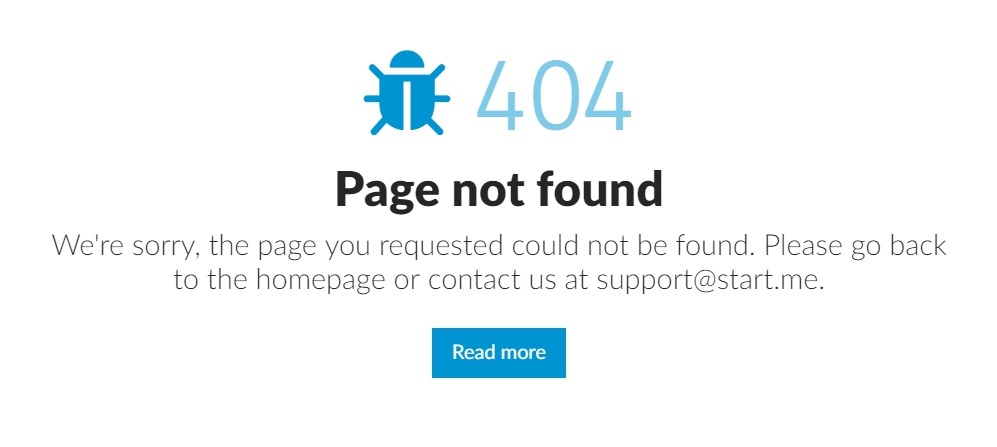 404
Page not found
We're sorry, the page you requested could not be found. Please go back
to the homepage or contact us at support@start.me.
Read more